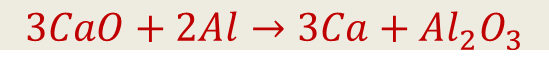 3CaO + 2Al → 3Ca + Al₂O₃